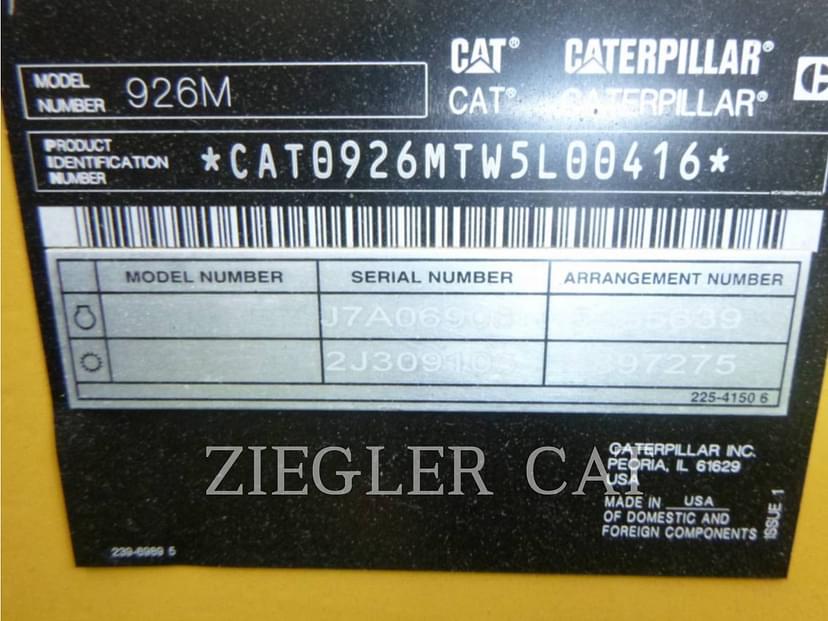 CAT® CATERPILLAR®
MODEL NUMBER 926M
CAT® CATERPILLAR®
PRODUCT IDENTIFICATION NUMBER *CAT0926MTW5L00416*
MODEL NUMBER SERIAL NUMBER ARRANGEMENT NUMBER
225-4150 6
ZIEGLER CAT
CATERPILLAR INC.
PEORIA, IL 61629
USA
MADE IN USA
OF DOMESTIC AND
FOREIGN COMPONENTS
ISSUE 1
239-6989 5